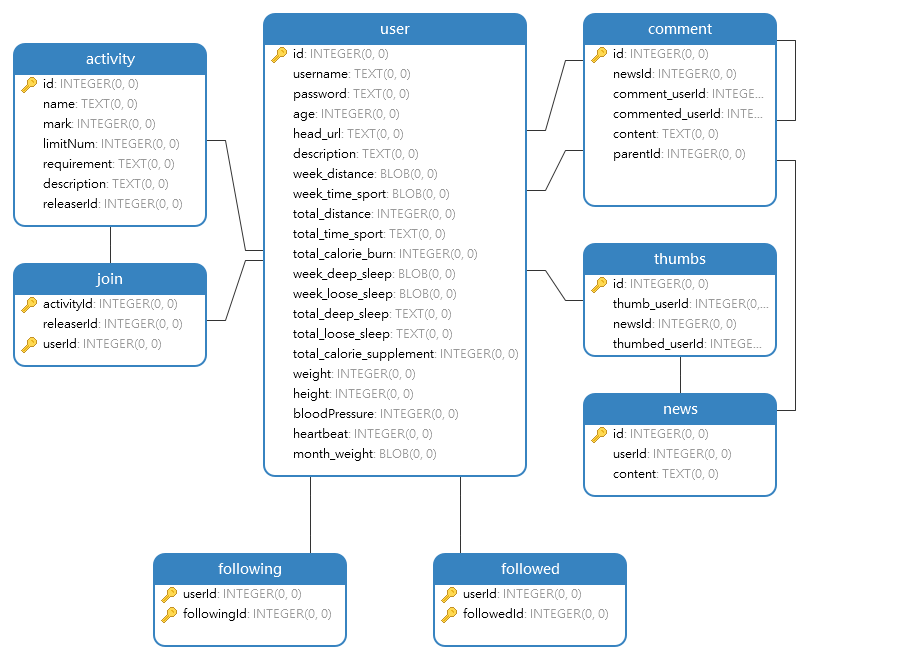 activity
id: INTEGER(0, 0)
name: TEXT(0, 0)
mark: INTEGER(0, 0)
limitNum: INTEGER(0, 0)
requirement: TEXT(0, 0)
description: TEXT(0, 0)
releaserId: INTEGER(0, 0)
join
activityId: INTEGER(0, 0)
releaserId: INTEGER(0, 0)
userId: INTEGER(0, 0)
user
id: INTEGER(0, 0)
username: TEXT(0, 0)
password: TEXT(0, 0)
age: INTEGER(0, 0)
head_url: TEXT(0, 0)
description: TEXT(0, 0)
week_distance: BLOB(0, 0)
week_time_sport: BLOB(0, 0)
total_distance: INTEGER(0, 0)
total_time_sport: TEXT(0, 0)
total_calorie_burn: INTEGER(0, 0)
week_deep_sleep: BLOB(0, 0)
week_loose_sleep: BLOB(0, 0)
total_deep_sleep: TEXT(0, 0)
total_loose_sleep: TEXT(0, 0)
total_calorie_supplement: INTEGER(0, 0)
weight: INTEGER(0, 0)
height: INTEGER(0, 0)
bloodPressure: INTEGER(0, 0)
heartbeat: INTEGER(0, 0)
month_weight: BLOB(0, 0)
comment
id: INTEGER(0, 0)
newsId: INTEGER(0, 0)
comment_userId: INTEGE...
commented_userId: INTE...
content: TEXT(0, 0)
parentId: INTEGER(0, 0)
thumbs
id: INTEGER(0, 0)
thumb_userId: INTEGER(0,...
newsId: INTEGER(0, 0)
thumbed_userId: INTEGE...
news
id: INTEGER(0, 0)
userId: INTEGER(0, 0)
content: TEXT(0, 0)
following
userId: INTEGER(0, 0)
followingId: INTEGER(0, 0)
followed
userId: INTEGER(0, 0)
followedId: INTEGER(0, 0)